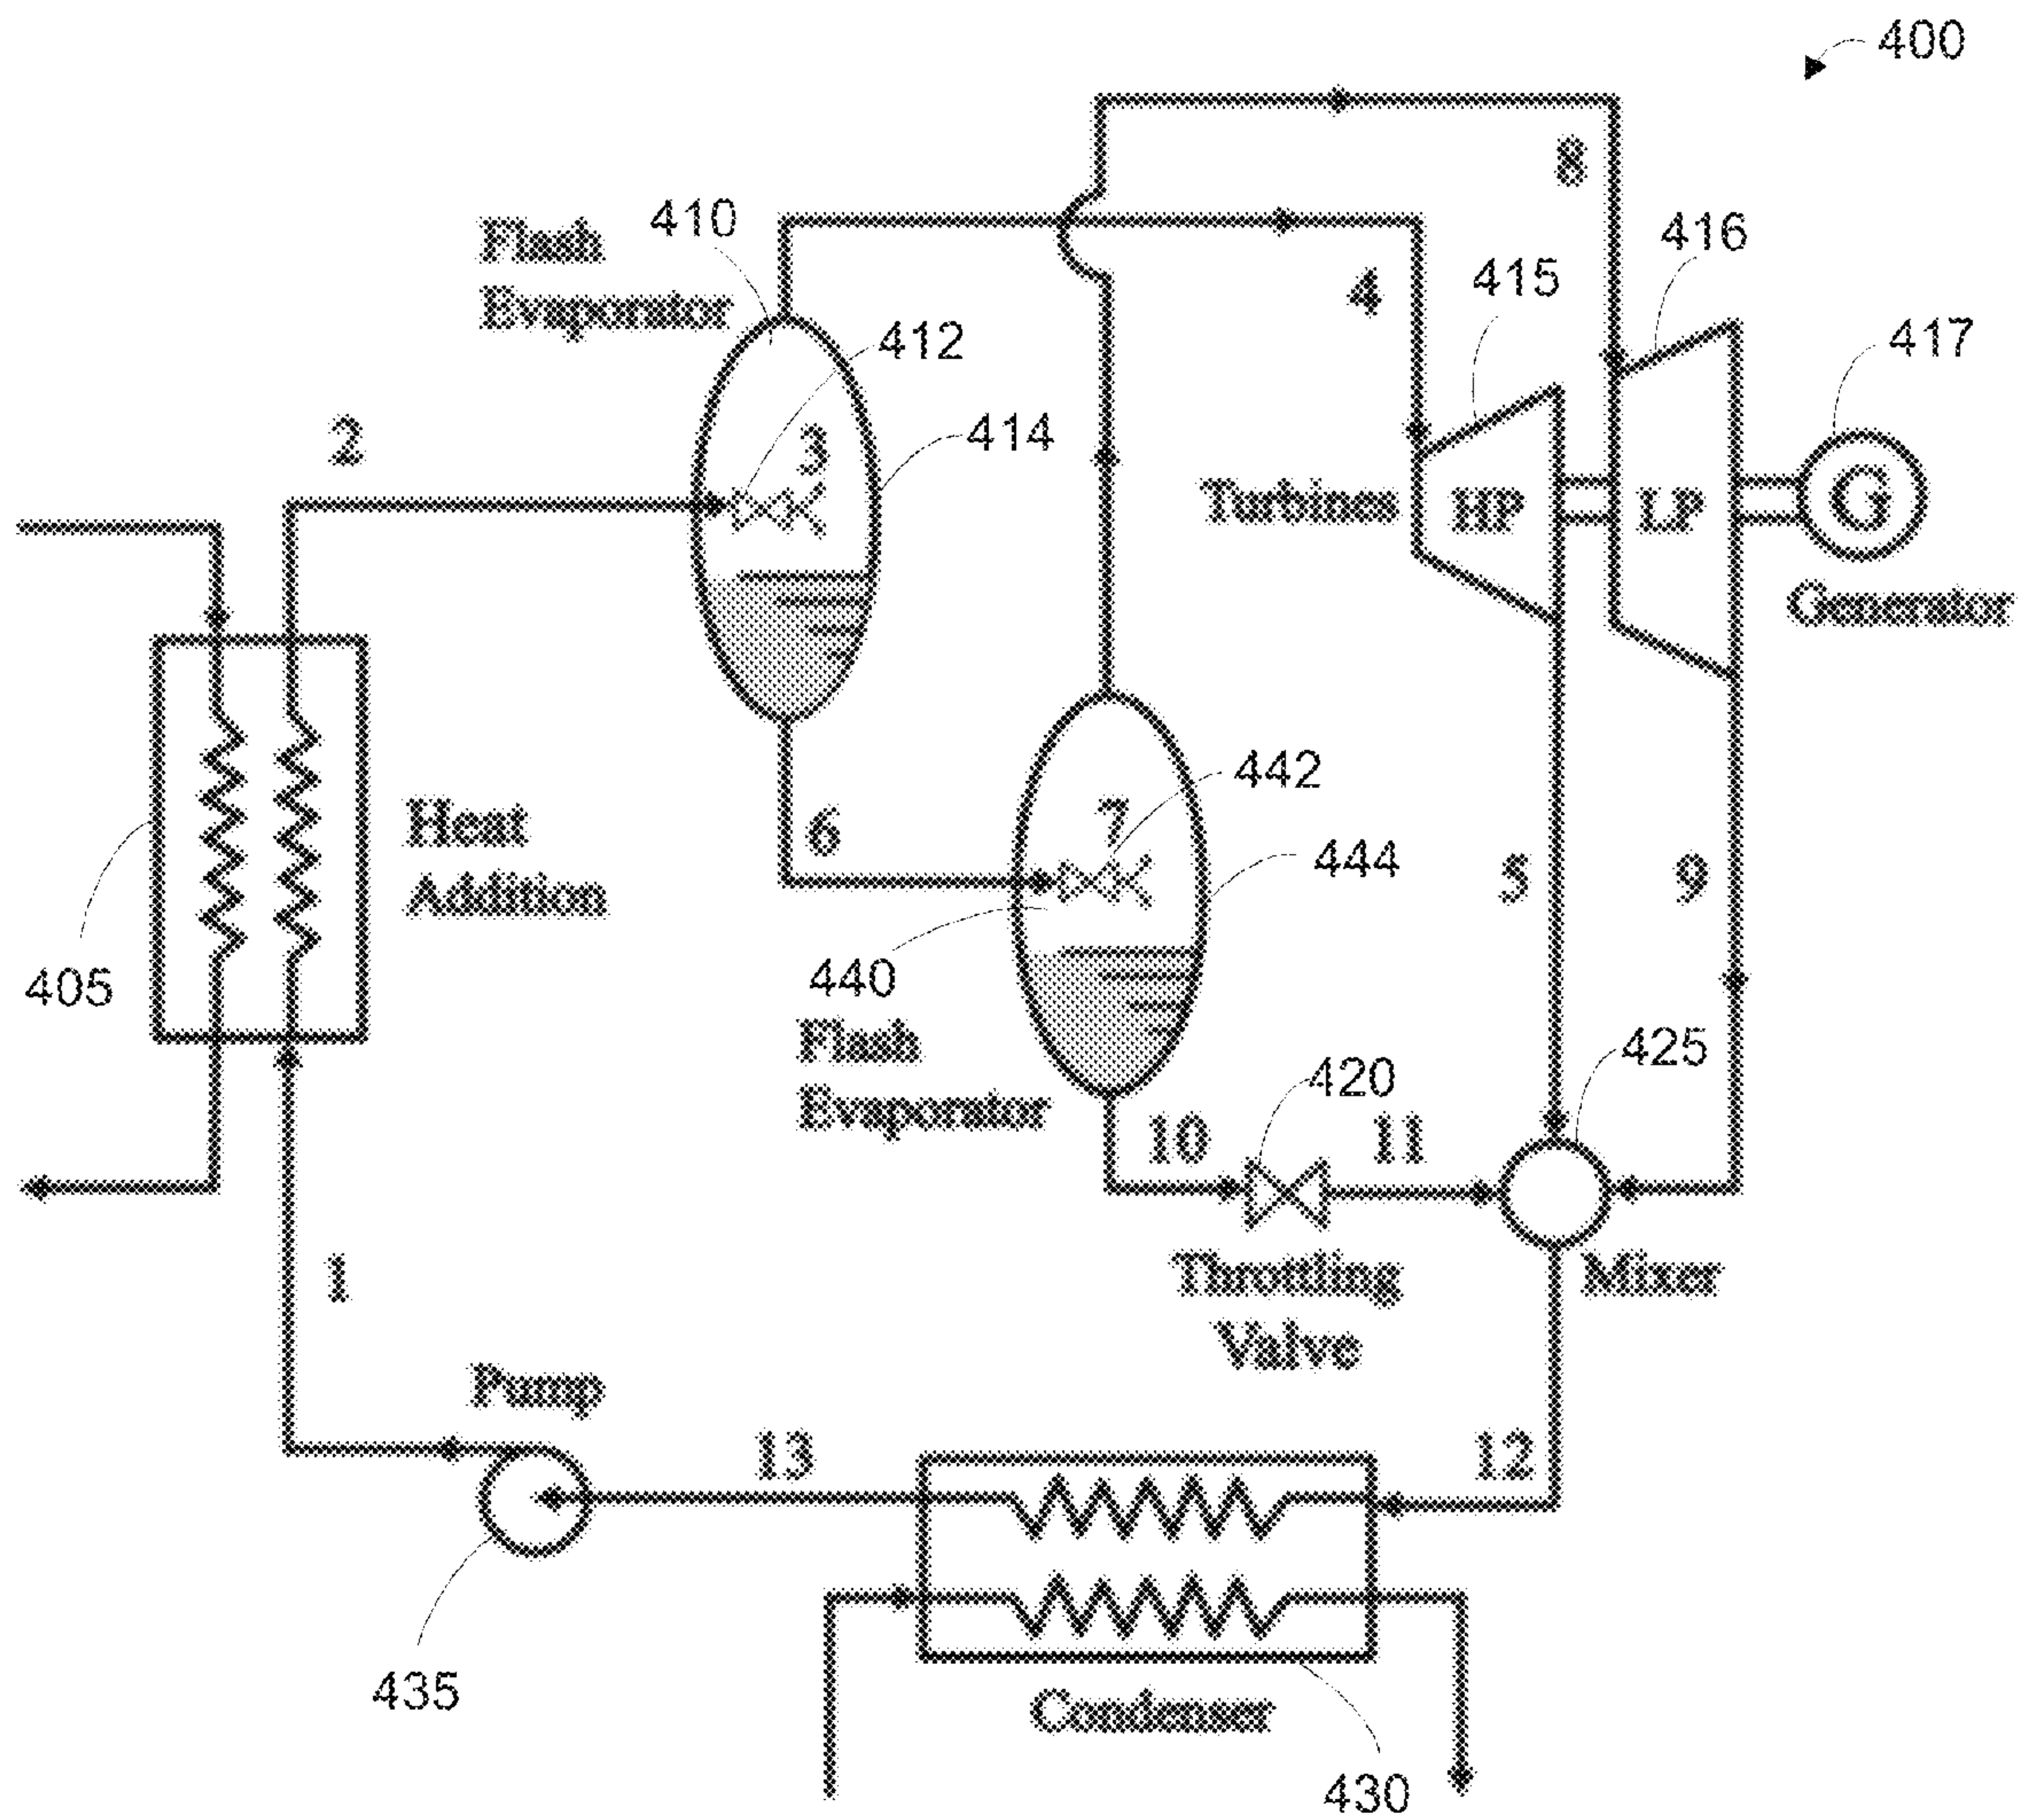 400
8
Flash
Evaporator
410
416
4
415
412
417
2
3
414
Turbines
HP
LP
G
Generator
442
Heat
Addition
6
7
444
5
9
405
440
Flash
Evaporator
425
420
10
11
Throttling
Valve
Mixer
1
Pump
13
12
435
Condenser
430